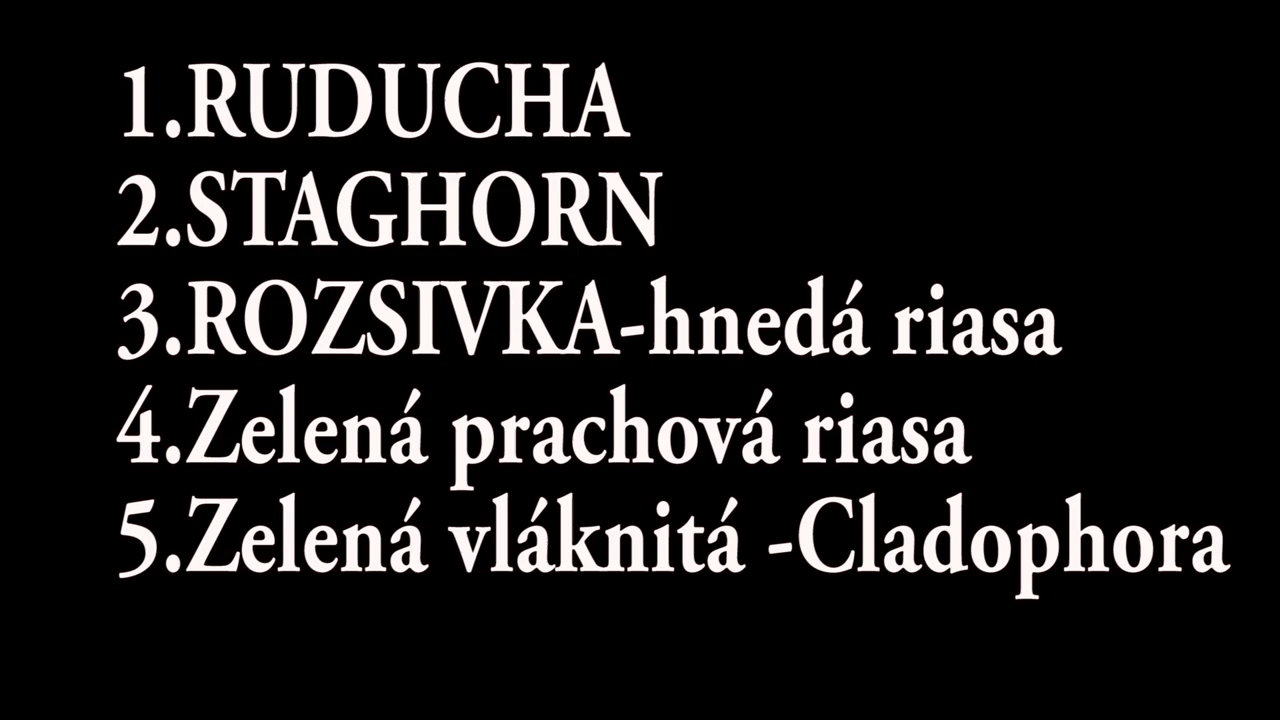 1.RUDUCHA
2.STAGHORN
3.ROZSIVKA-hnedá riasa
4.Zelená prachová riasa
5.Zelená vláknitá -Cladophora